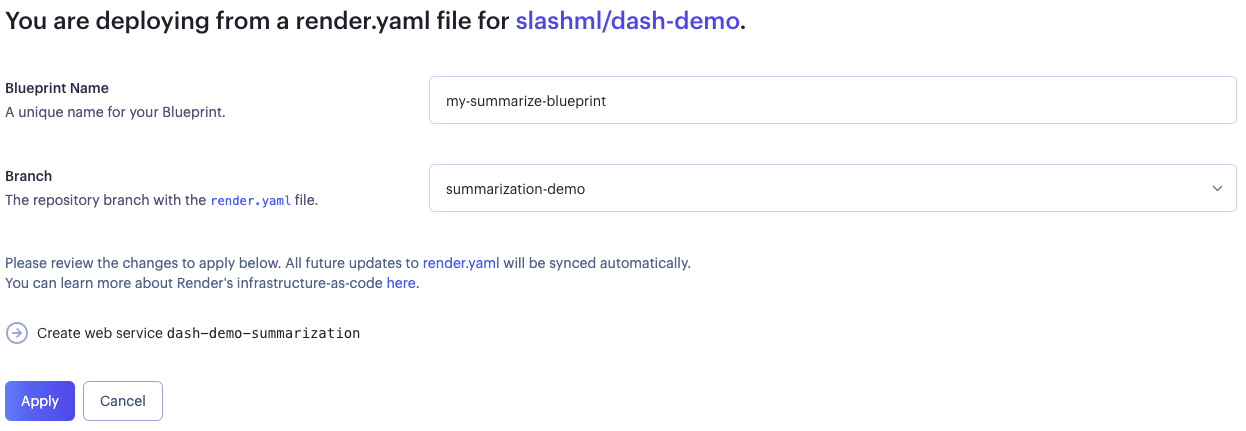 You are deploying from a render.yaml file for slashml/dash-demo.
Blueprint Name
A unique name for your Blueprint.
my-summarize-blueprint
Branch
The repository branch with the render.yaml file.
summarization-demo
Please review the changes to apply below. All future updates to render.yaml will be synced automatically.
You can learn more about Render's infrastructure-as-code here.
Create web service dash-demo-summarization
Apply
Cancel